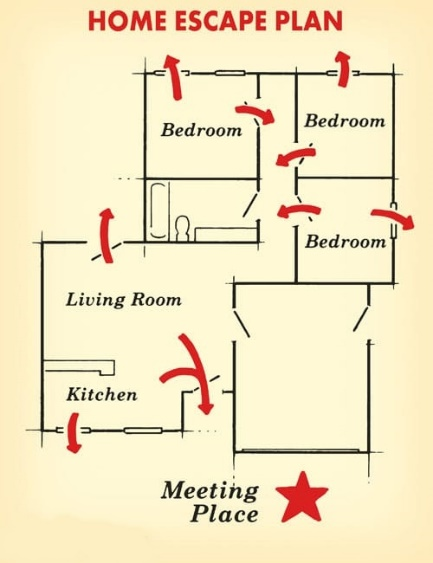 HOME ESCAPE PLAN
Bedroom
Bedroom
Bedroom
Living Room
Kitchen
Meeting
Place